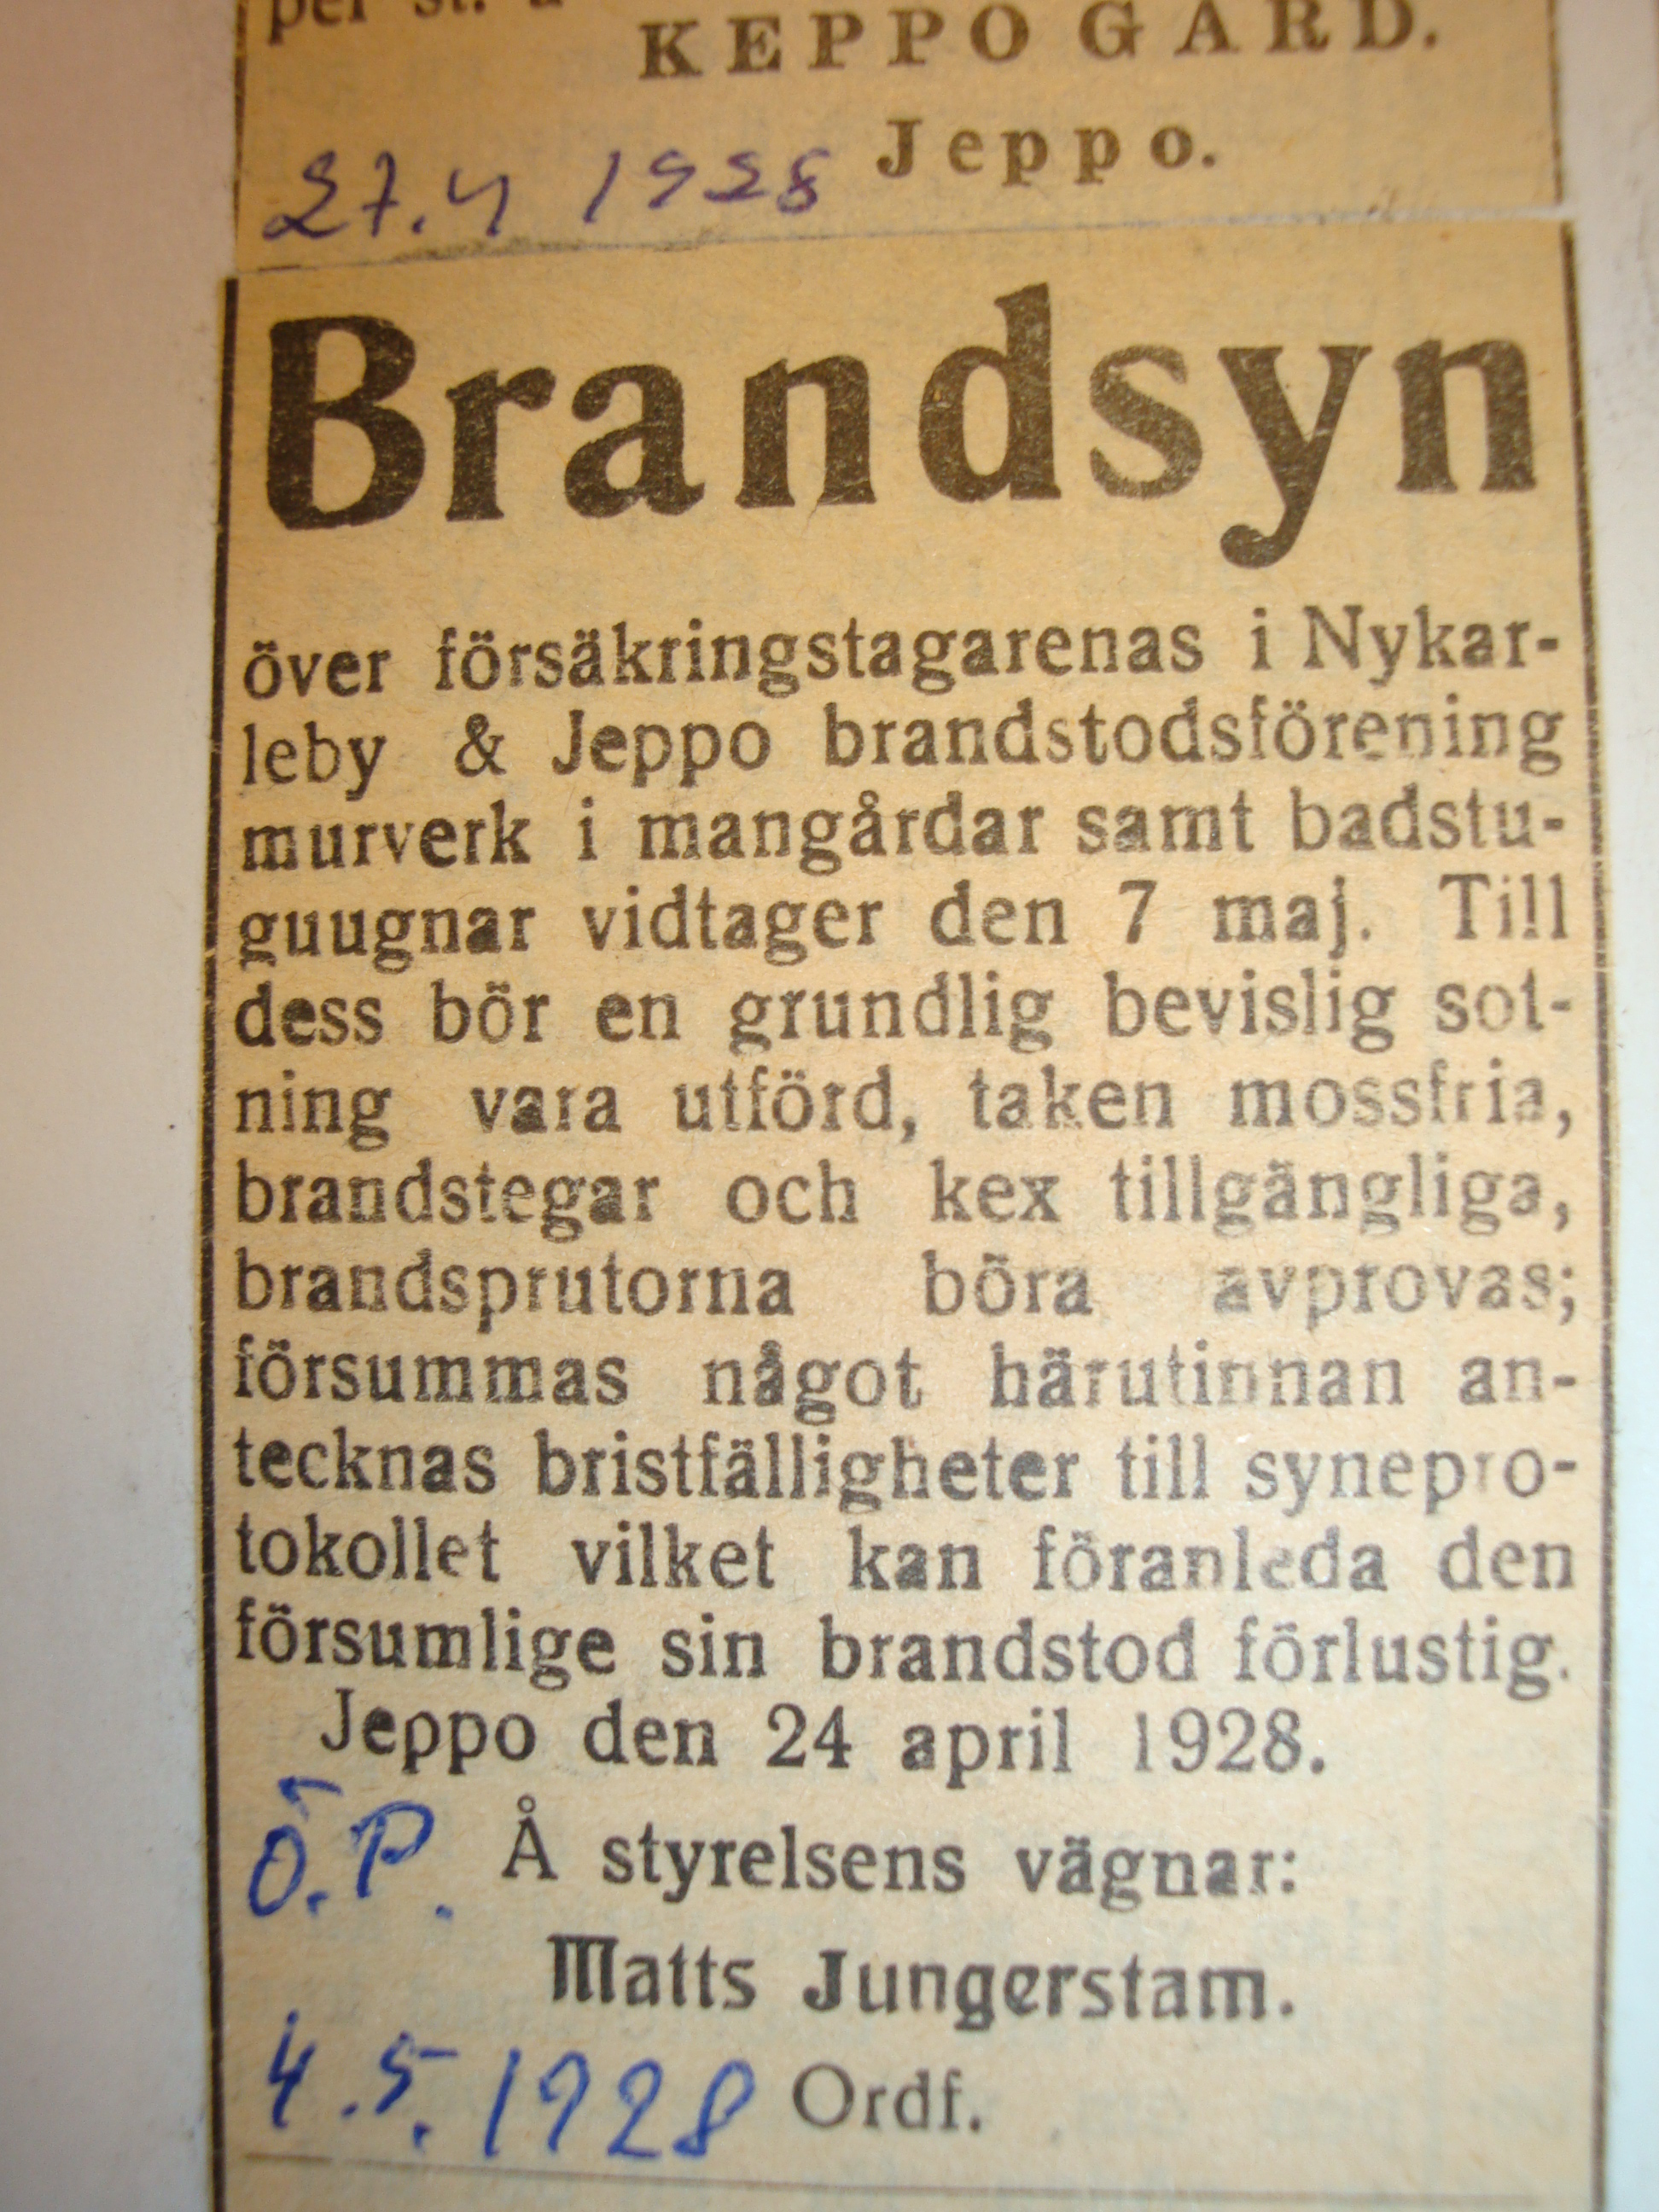 per st. à
KEPPO GÅRD.
Jeppo.
27.4 1928
Brandsyn
över försäkringstagarenas i Nykar-
leby & Jeppo brandstodsförening
murverk i mangårdar samt badstu-
guugnar vidtager den 7 maj. Till
dess bör en grundlig bevislig sot-
ning vara utförd, taken mossfria,
brandstegar och kex tillgängliga,
brandsprutorna böra avprovas;
försummas något härutinnan an-
tecknas bristfälligheter till synepro-
tokollet vilket kan föranleda den
försumlige sin brandstod förlustig.
Jeppo den 24 april 1928.
Ö.P. Å styrelsens vägnar:
Matts Jungerstam.
4.5.1928 Ordf.